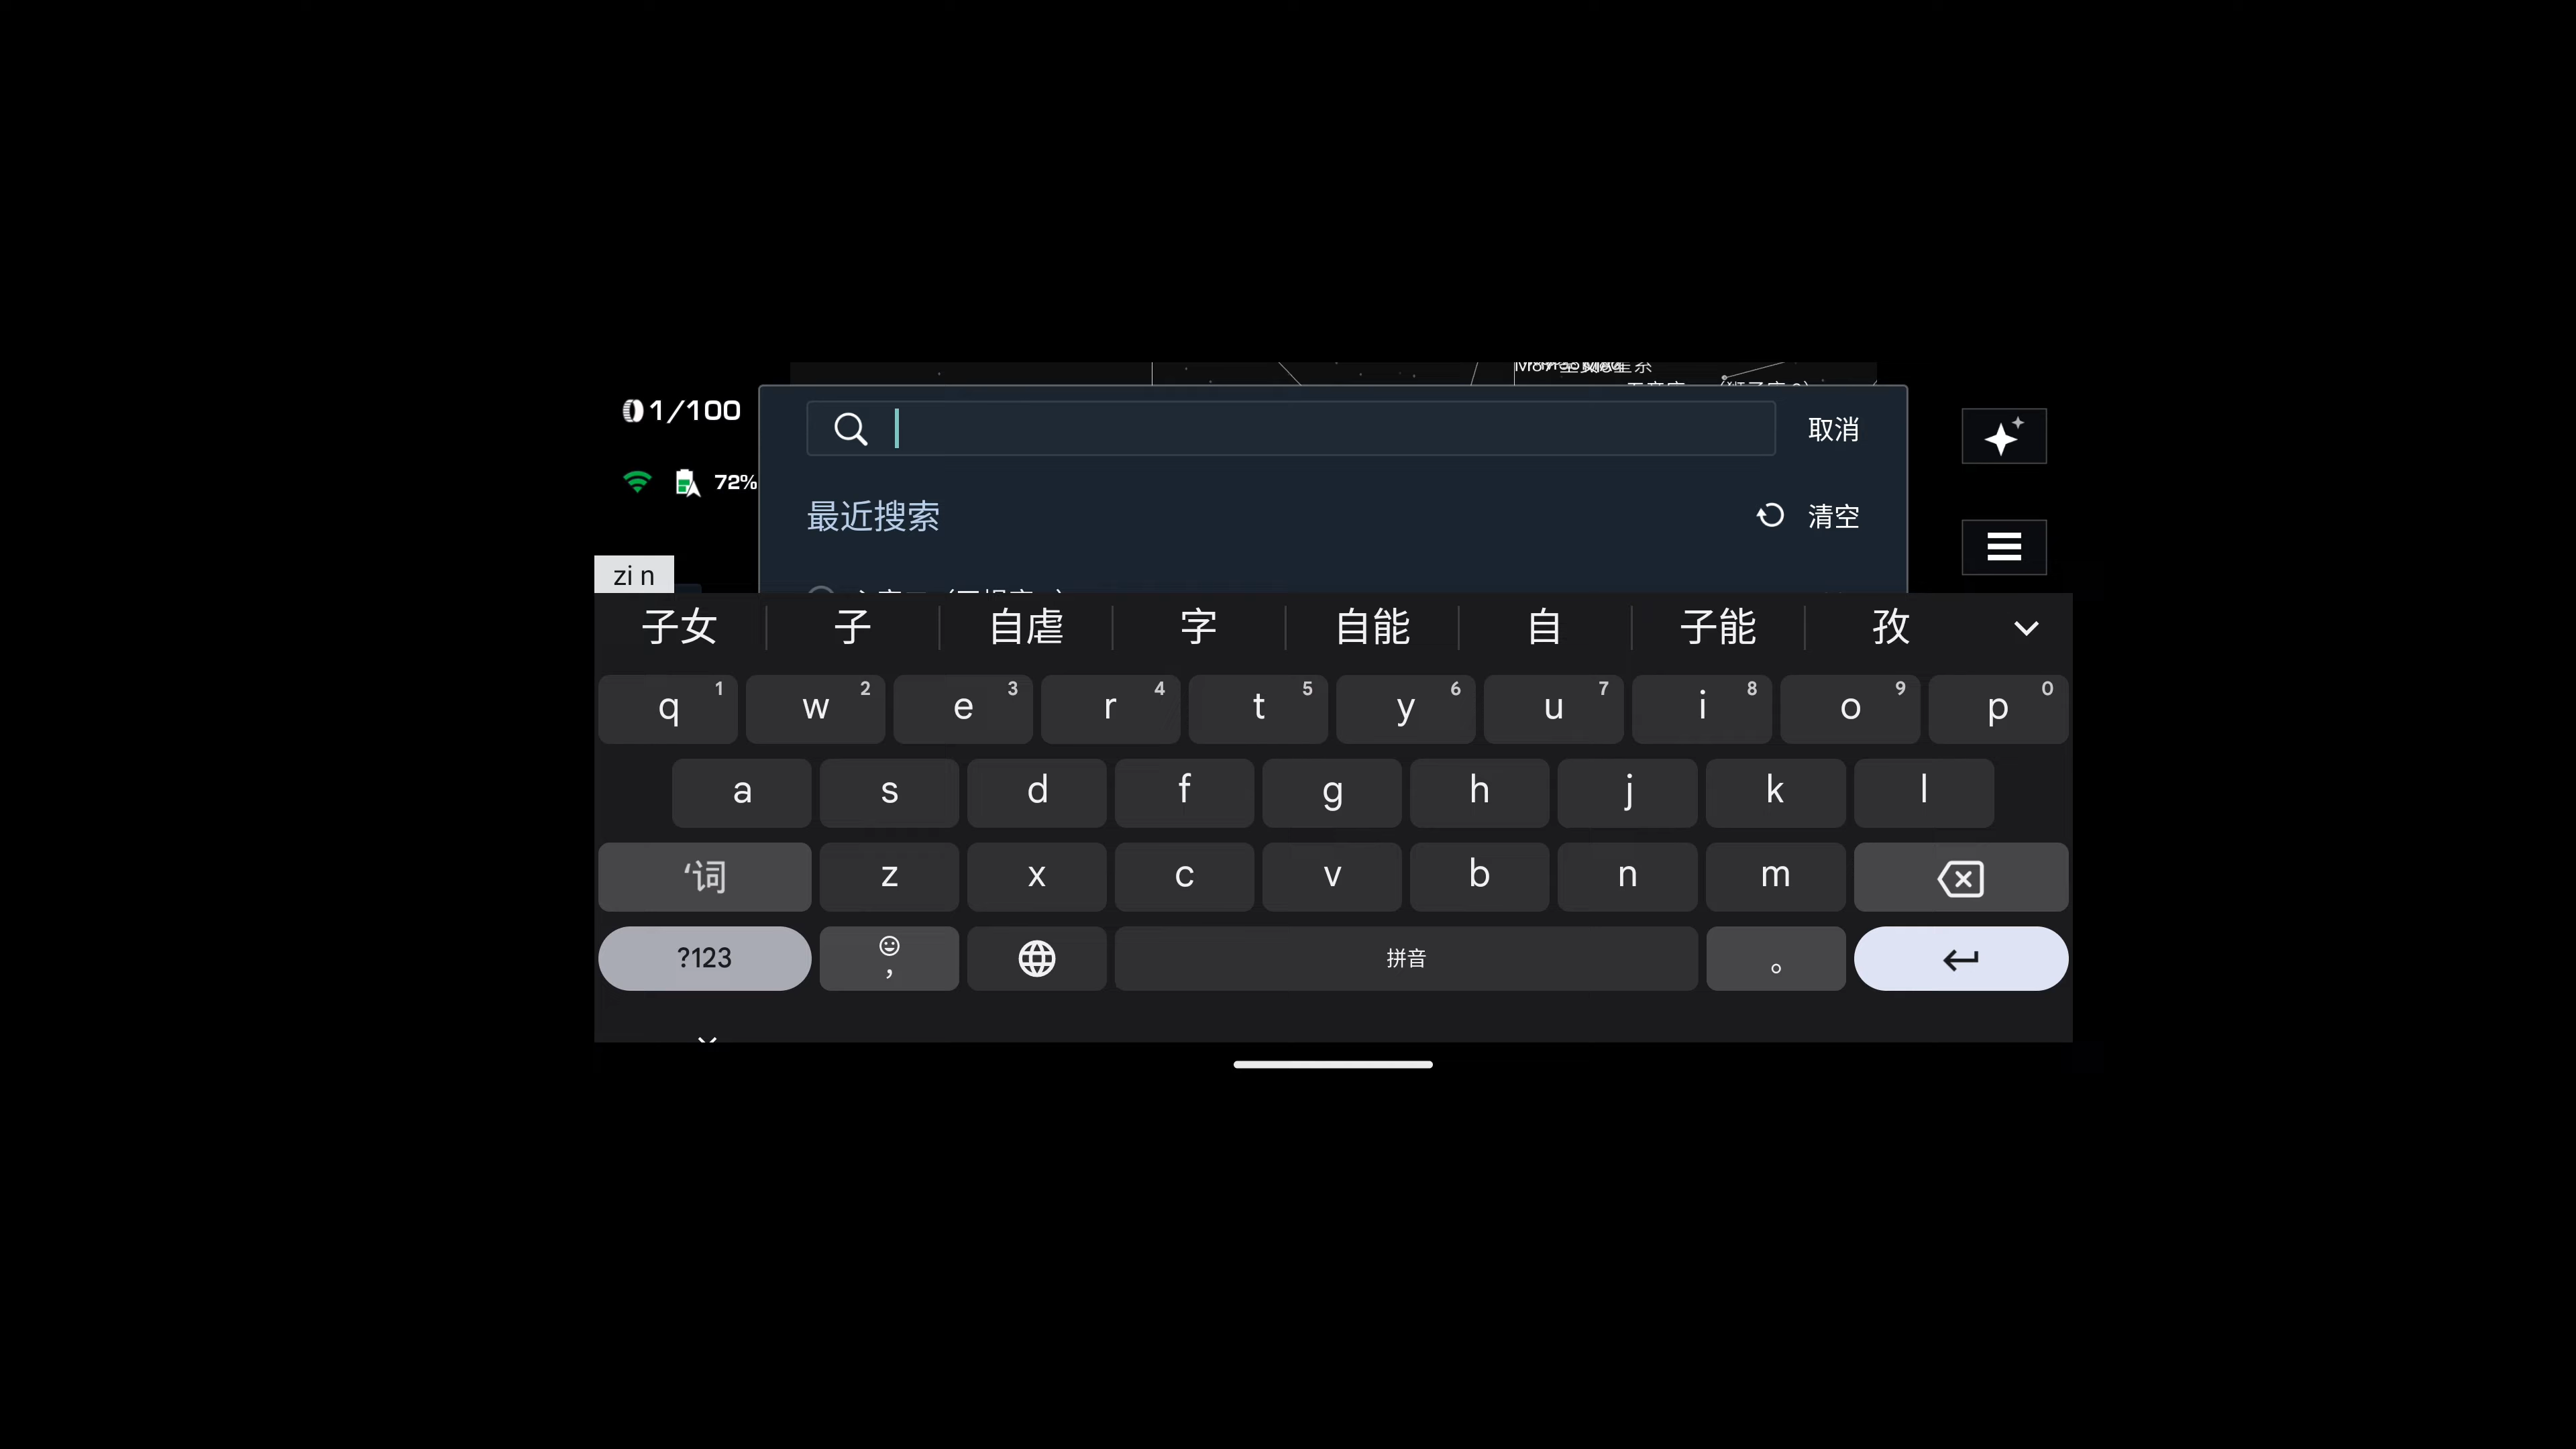 1/100
取消
72%
最近搜索
清空
zi n
子女 子 自虐 字 自能 自 子能 孜
q 1 w 2 e 3 r 4 t 5 y 6 u 7 i 8 o 9 p 0
a s d f g h j k l
‘词 z x c v b n m
?123 , 拼音 。